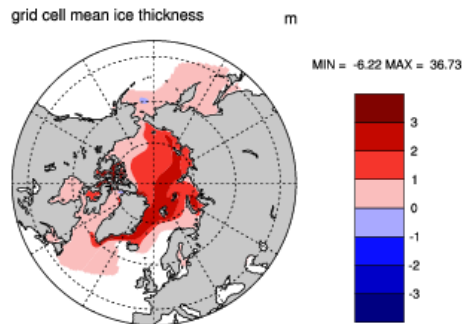 grid cell mean ice thickness
m
MIN = -6.22 MAX = 36.73
3
2
1
0
-1
-2
-3